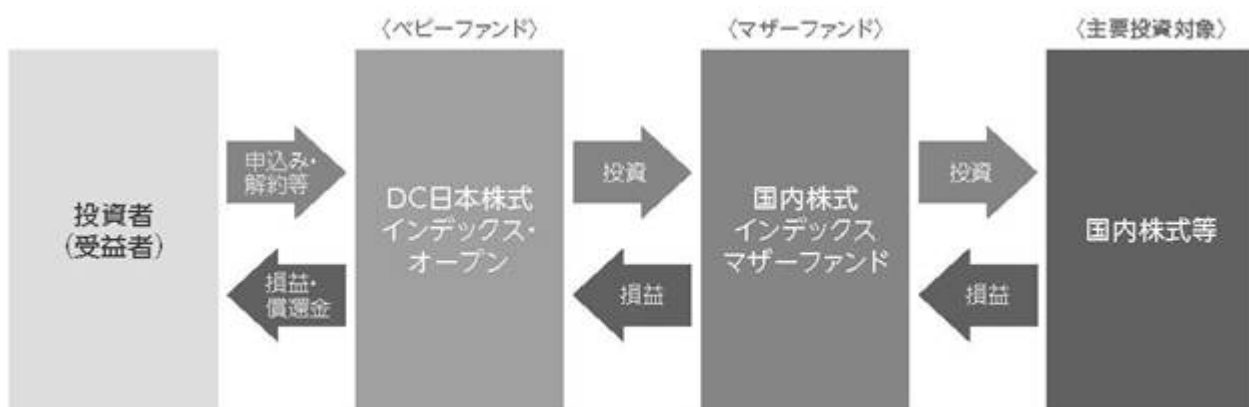 〈ベビーファンド〉
〈マザーファンド〉
〈主要投資対象〉
投資者
(受益者)
申込み・
解約等
損益・
償還金
DC日本株式
インデックス・
オープン
投資
損益
国内株式
インデックス
マザーファンド
投資
損益
国内株式等